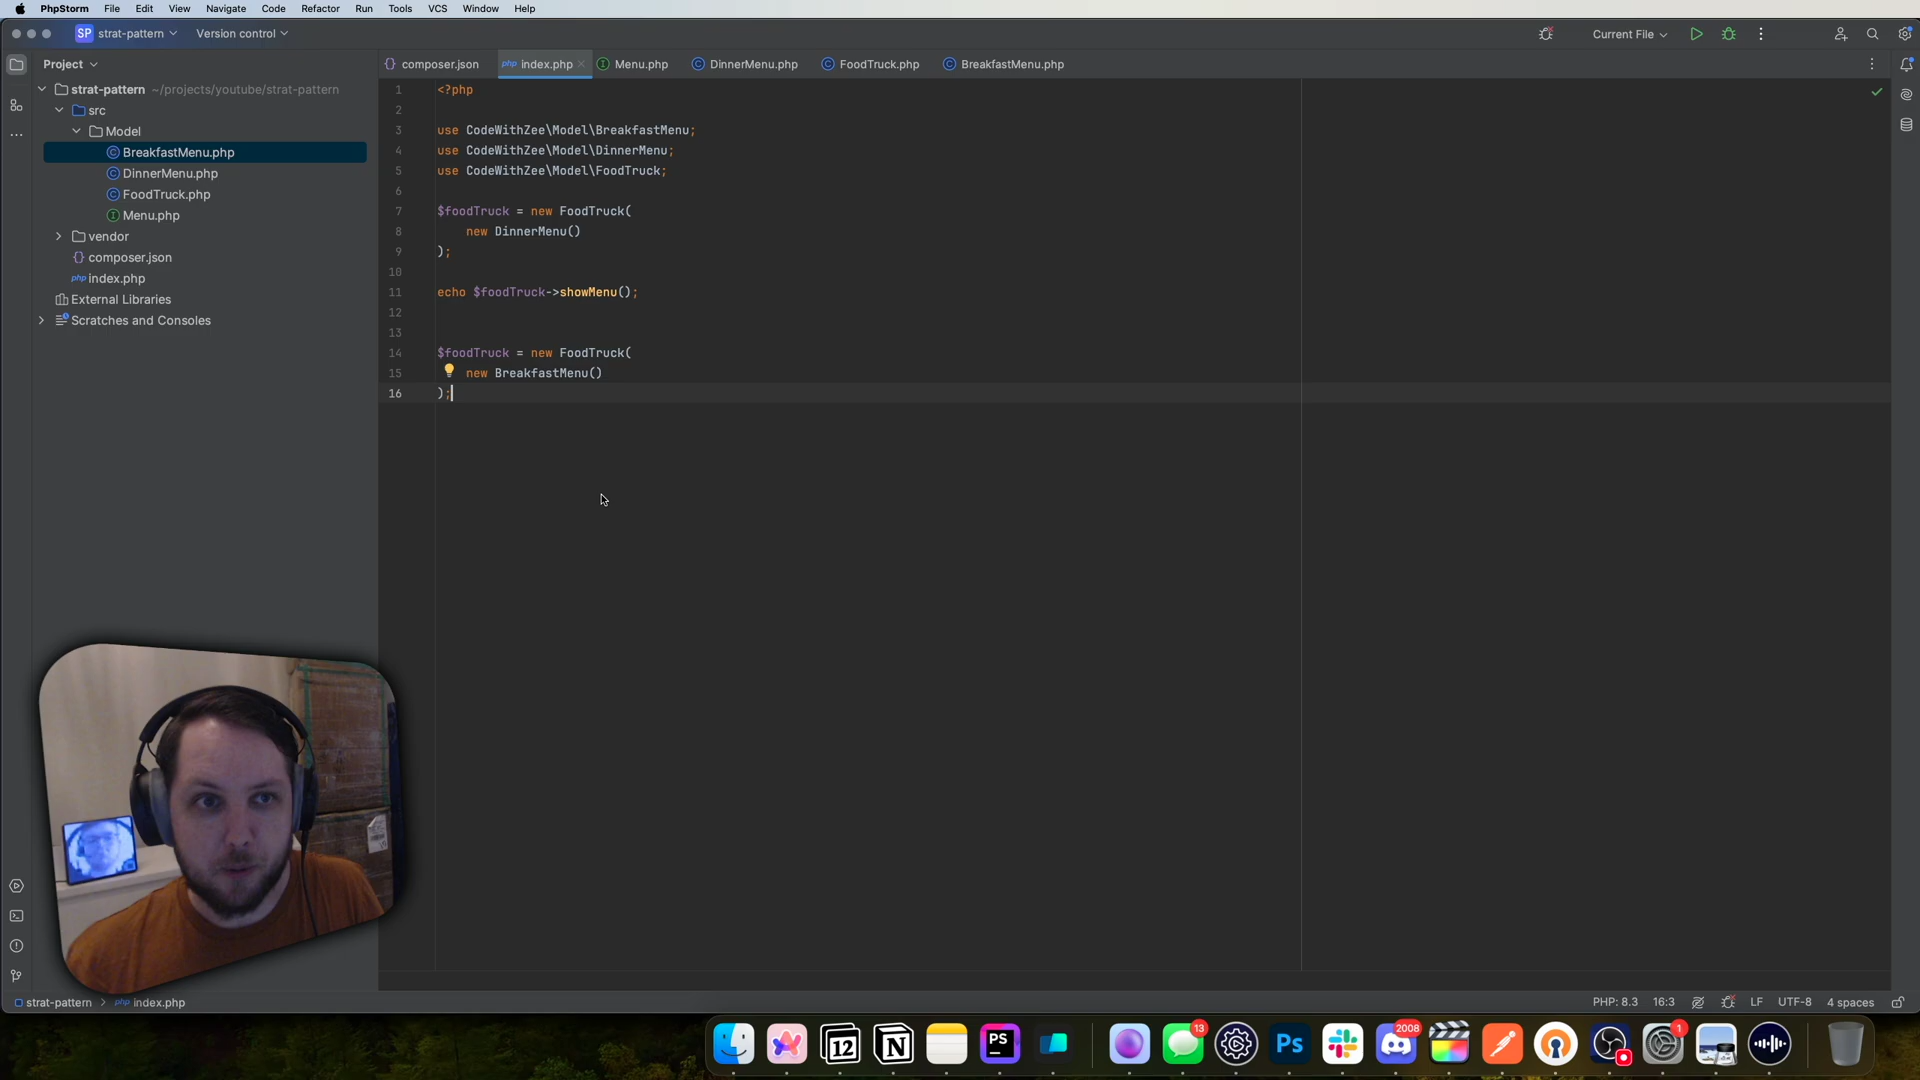 PhpStorm File Edit View Navigate Code Refactor Run Tools VCS Window Help
SP strat-pattern Version control Current File
Project
composer.json index.php Menu.php DinnerMenu.php FoodTruck.php BreakfastMenu.php
strat-pattern ~/projects/youtube/strat-pattern
src
Model
BreakfastMenu.php
DinnerMenu.php
FoodTruck.php
Menu.php
vendor
composer.json
index.php
External Libraries
Scratches and Consoles
1 <?php
2
3 use CodeWithZee\Model\BreakfastMenu;
4 use CodeWithZee\Model\DinnerMenu;
5 use CodeWithZee\Model\FoodTruck;
6
7 $foodTruck = new FoodTruck(
8 new DinnerMenu()
9 );
10
11 echo $foodTruck->showMenu();
12
13
14 $foodTruck = new FoodTruck(
15 new BreakfastMenu()
16 );
strat-pattern > index.php PHP: 8.3 16:3 LF UTF-8 4 spaces
12 PS 13 Ps 2008 1